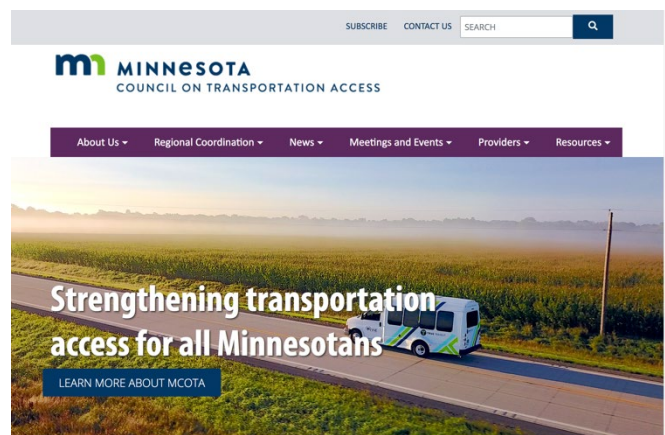 SUBSCRIBE CONTACT US SEARCH
mn MINNESOTA
COUNCIL ON TRANSPORTATION ACCESS
About Us Regional Coordination News Meetings and Events Providers Resources
Strengthening transportation
access for all Minnesotans
LEARN MORE ABOUT MCOTA